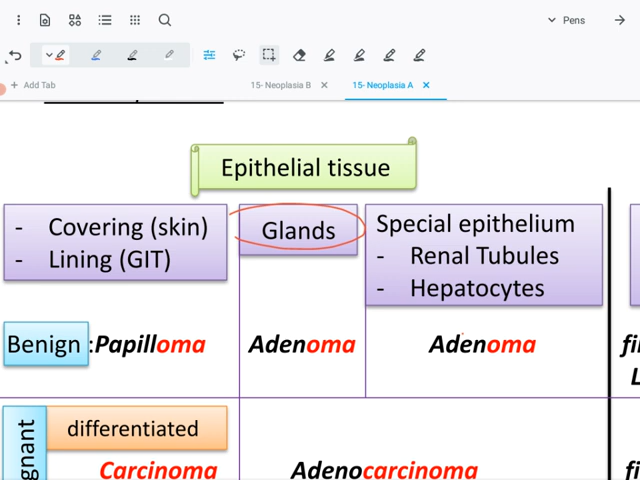 Pens
Add Tab
15- Neoplasia B
15- Neoplasia A
Epithelial tissue
- Covering (skin)
- Lining (GIT)
Glands
Special epithelium
- Renal Tubules
- Hepatocytes
Benign :Papilloma
Adenoma
Adenoma
differentiated
Carcinoma
Adenocarcinoma